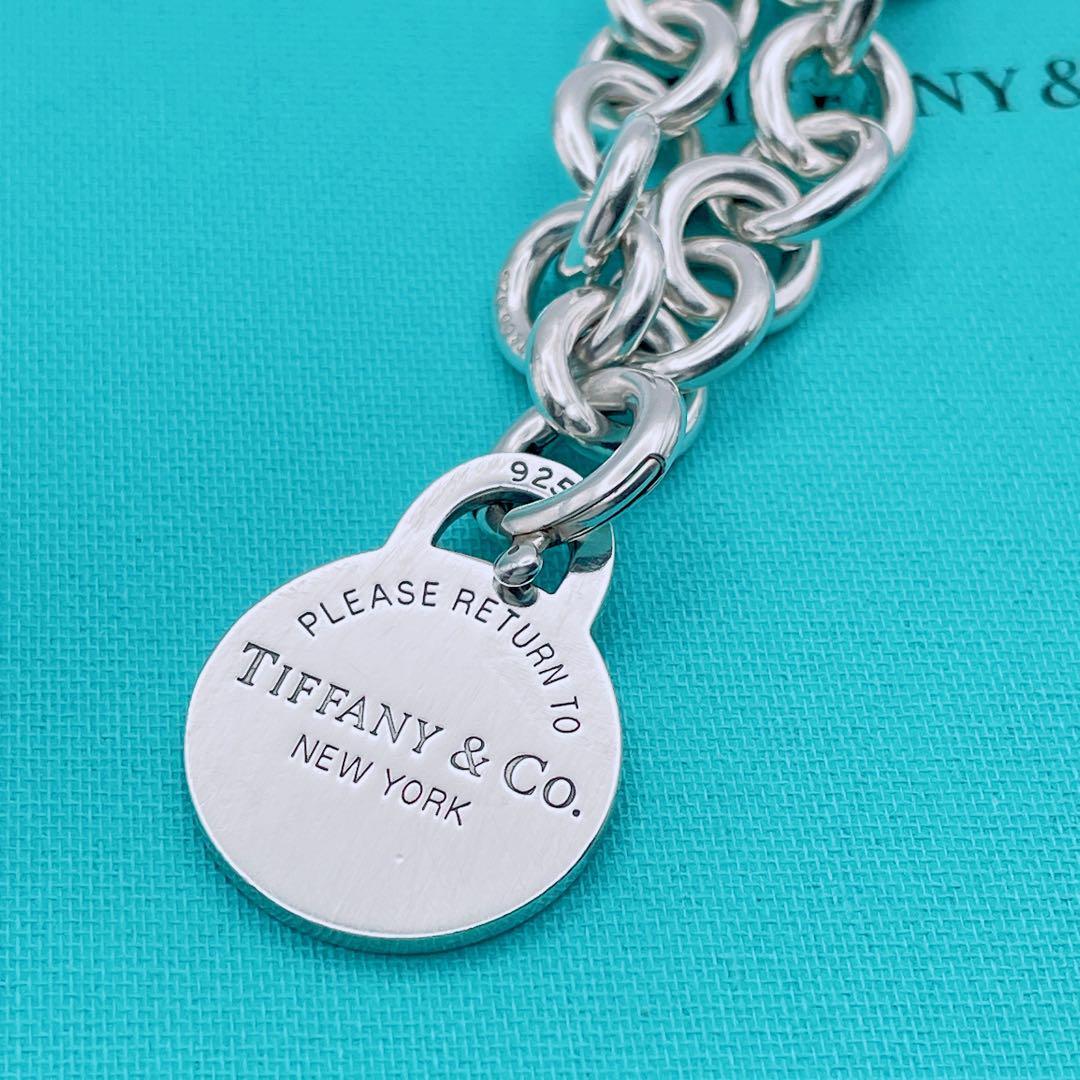 NY &
925
PLEASE RETURN TO
TIFFANY & CO.
NEW YORK